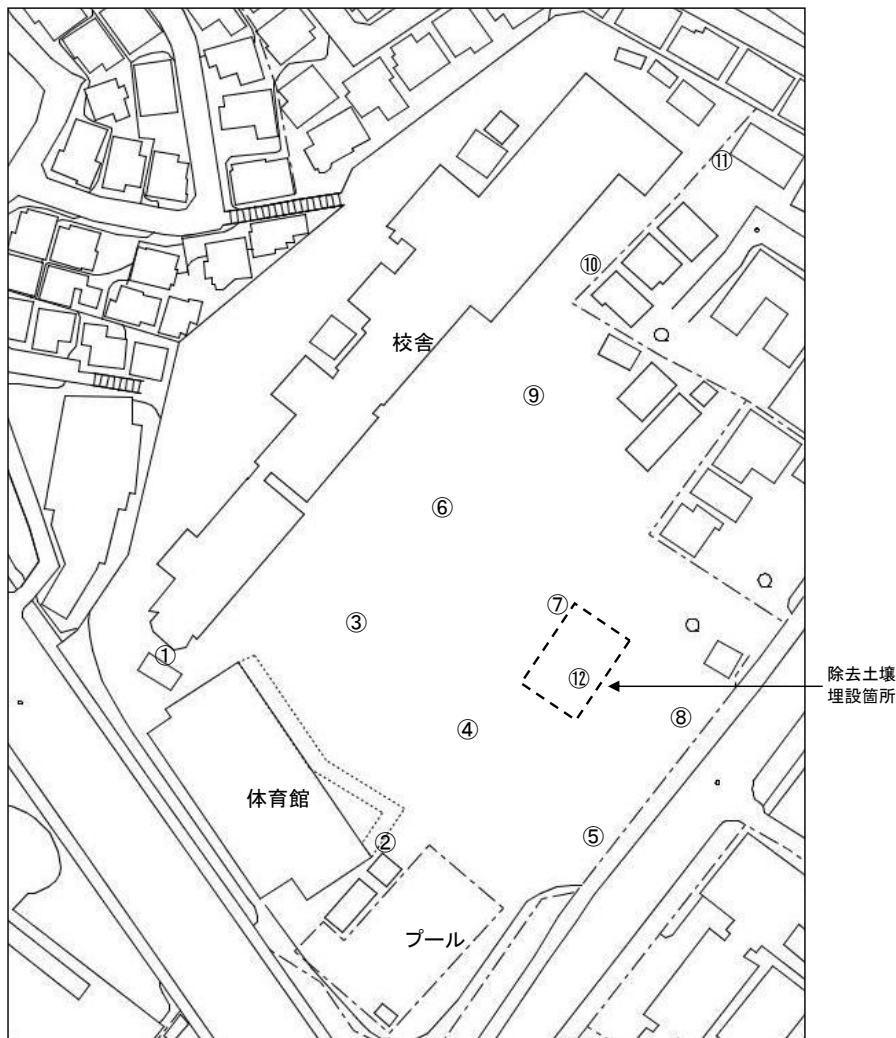 ⑪
⑩
校舎
⑨
⑥
⑦
③
①
⑫
除去土壌
埋設箇所
⑧
④
体育館
⑤
②
プール